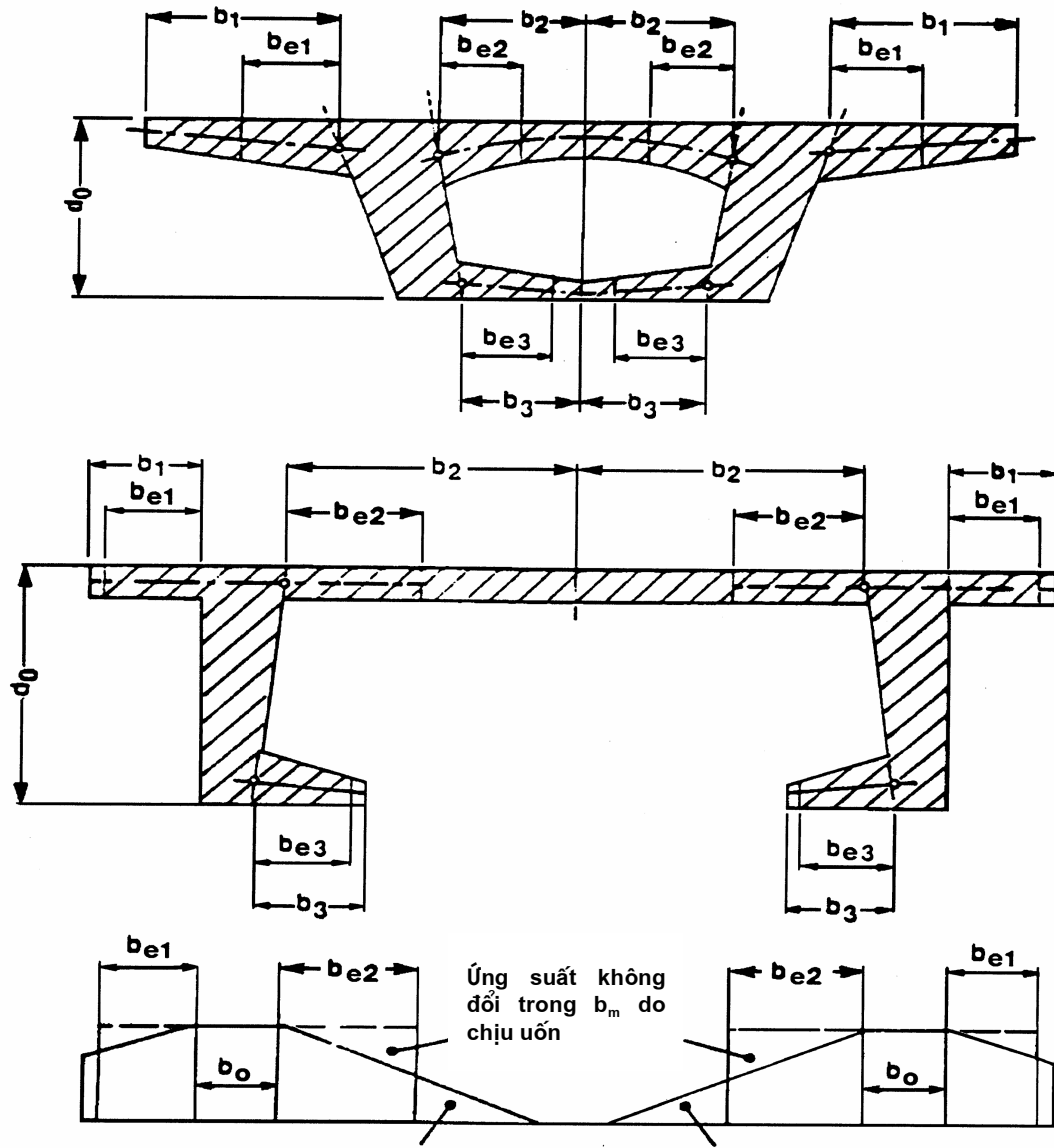 b1 b2 b2 b1
be1 be2 be2 be1
d0
be3 be3
b3 b3
b1 b2 b2 b1
be1 be2 be2 be1
d0
be3 be3
b3 b3
be1 be2 be2 be1
Ứng suất không
đổi trong bm do
chịu uốn
bo bo